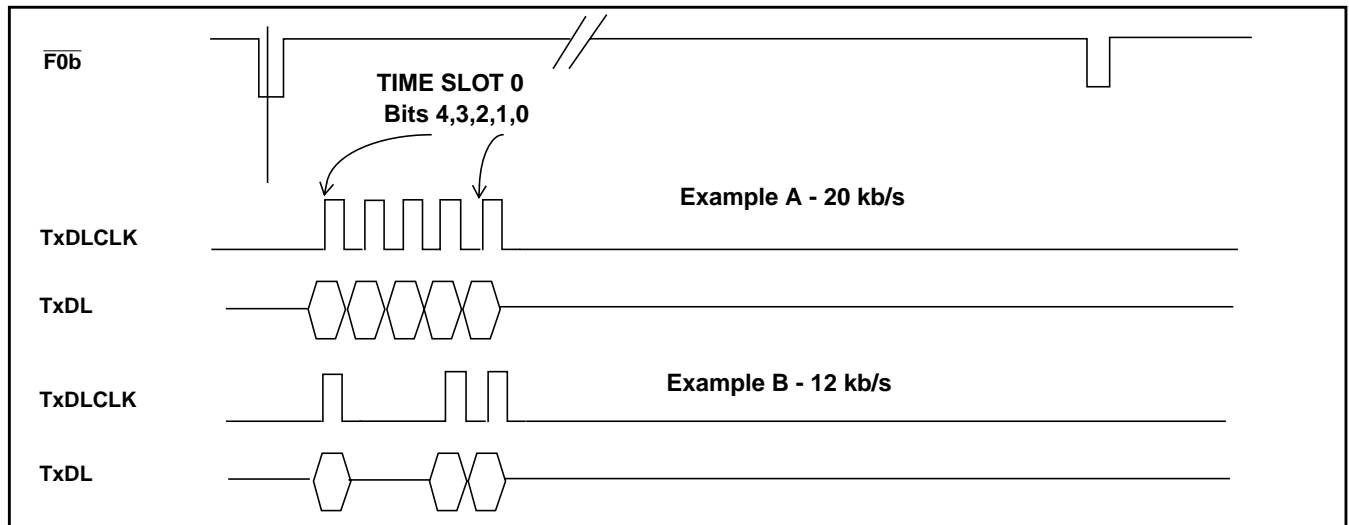 F0b
TIME SLOT 0
Bits 4,3,2,1,0
Example A - 20 kb/s
TxDLCLK
TxDL
Example B - 12 kb/s
TxDLCLK
TxDL